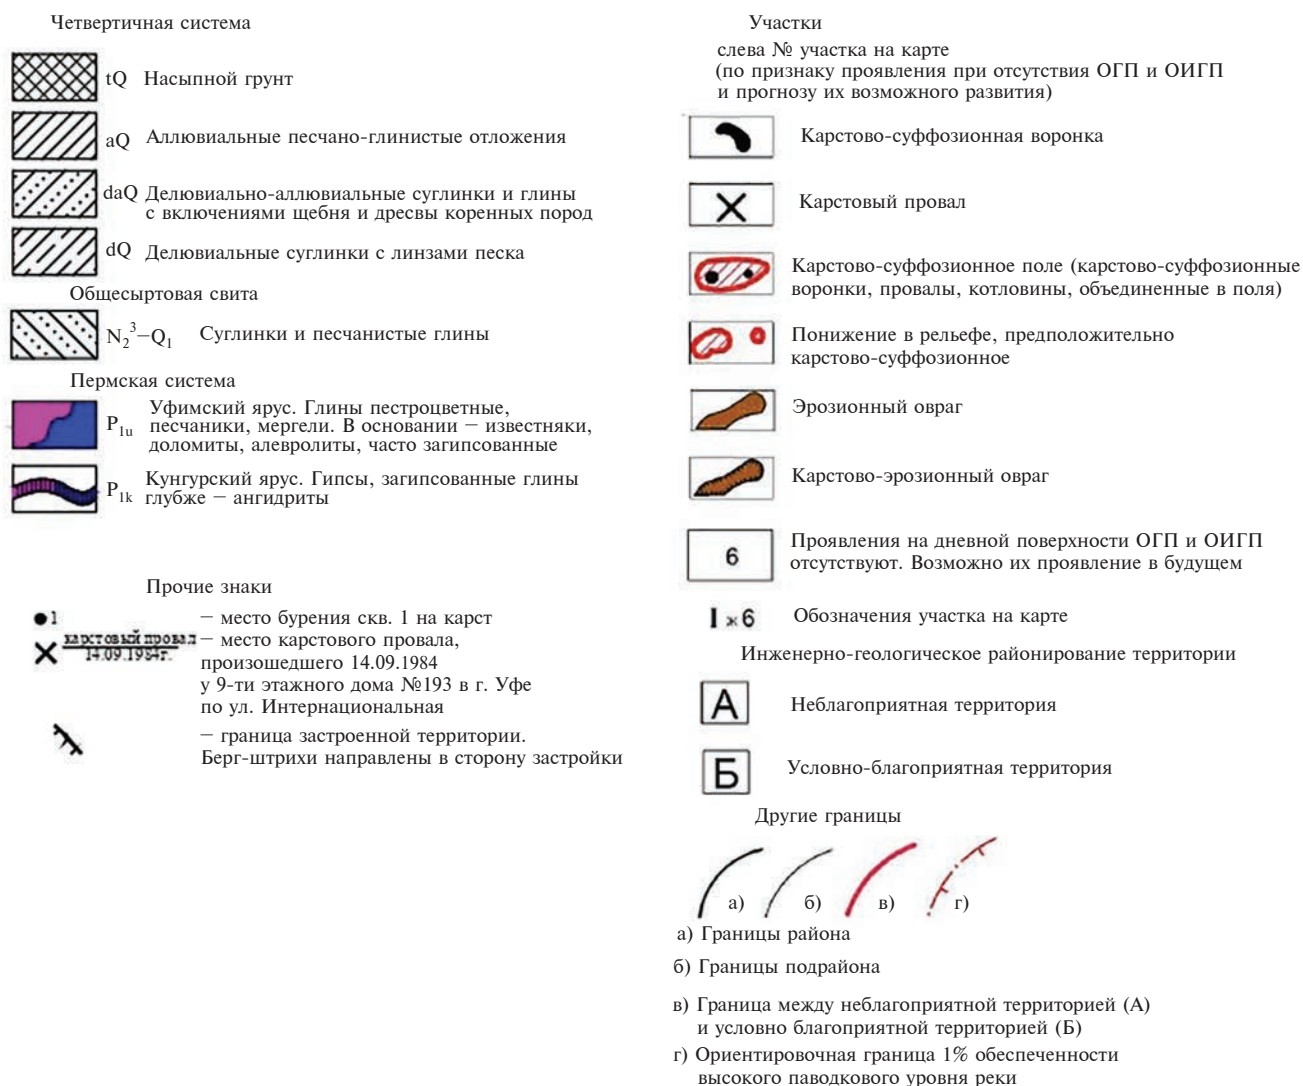 Четвертичная система
tQ Насыпной грунт
aQ Аллювиальные песчано-глинистые отложения
daQ Делювиально-аллювиальные суглинки и глины
с включениями щебня и дресвы коренных пород
dQ Делювиальные суглинки с линзами песка
Общесыртовая свита
N₂³–Q₁ Суглинки и песчанистые глины
Пермская система
Уфимский ярус. Глины пестроцветные,
P₁ᵤ песчаники, мергели. В основании – известняки,
доломиты, алевролиты, часто загипсованные
Кунгурский ярус. Гипсы, загипсованные глины
P₁ₖ глубже – ангидриты
Прочие знаки
1 – место бурения скв. 1 на карст
карстовый провал – место карстового провала,
14.09.1984г.
произошедшего 14.09.1984
у 9-ти этажного дома №193 в г. Уфе
по ул. Интернациональная
– граница застроенной территории.
Берг-штрихи направлены в сторону застройки
Участки
слева № участка на карте
(по признаку проявления при отсутствия ОГП и ОИГП
и прогнозу их возможного развития)
Карстово-суффозионная воронка
Карстовый провал
Карстово-суффозионное поле (карстово-суффозионные
воронки, провалы, котловины, объединенные в поля)
Понижение в рельефе, предположительно
карстово-суффозионное
Эрозионный овраг
Карстово-эрозионный овраг
6 Проявления на дневной поверхности ОГП и ОИГП
отсутствуют. Возможно их проявление в будущем
I ж 6 Обозначения участка на карте
Инженерно-геологическое районирование территории
А Неблагоприятная территория
Б Условно-благоприятная территория
Другие границы
а) б) в) г)
а) Границы района
б) Границы подрайона
в) Граница между неблагоприятной территорией (А)
и условно благоприятной территорией (Б)
г) Ориентировочная граница 1% обеспеченности
высокого паводкового уровня реки